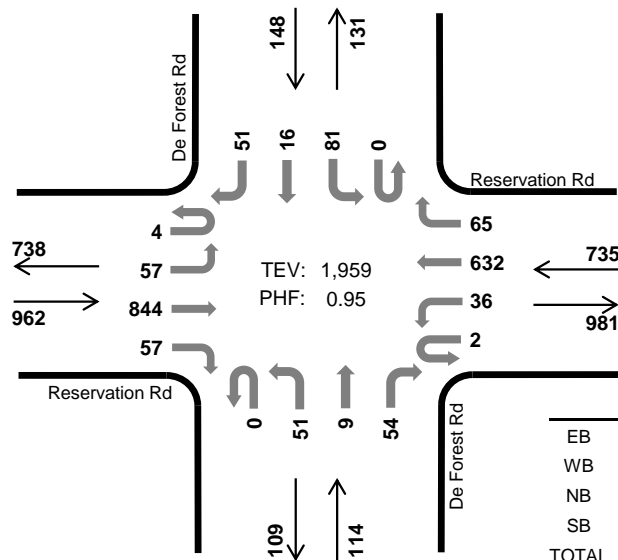 148
131
De Forest Rd
51
16
81
0
Reservation Rd
4
65
738
57
TEV: 1,959
632
735
962
844
PHF: 0.95
36
981
57
2
Reservation Rd
0
51
9
54
De Forest Rd
EB
WB
NB
SB
109
114
TOTAL